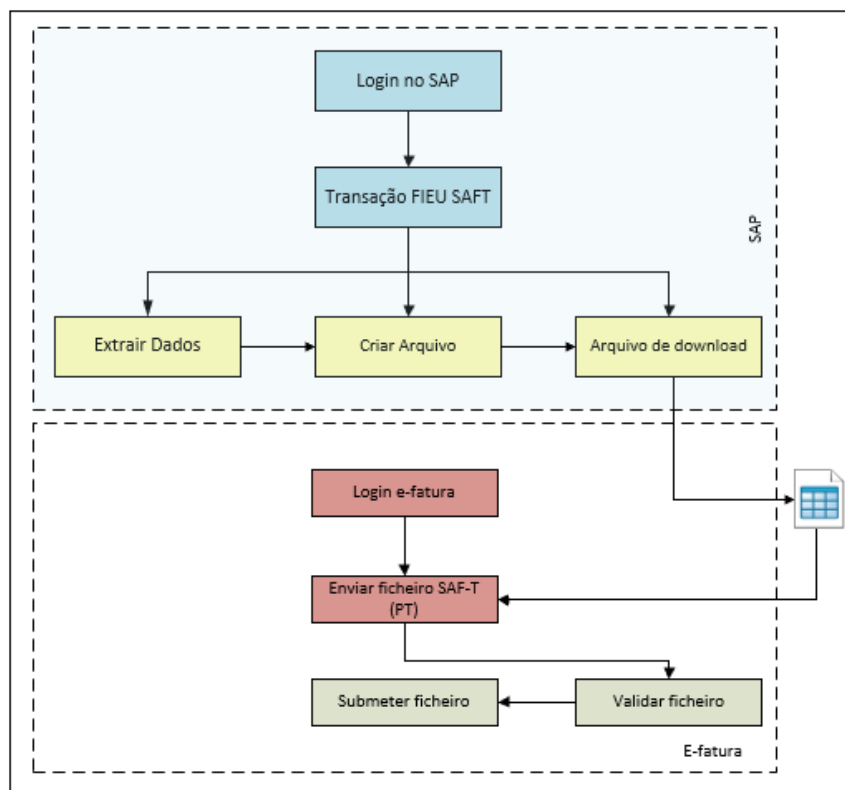 Login no SAP
Transação FIEU SAFT
SAP
Extrair Dados
Criar Arquivo
Arquivo de download
Login e-fatura
Enviar ficheiro SAF-T
(PT)
Submeter ficheiro
Validar ficheiro
E-fatura